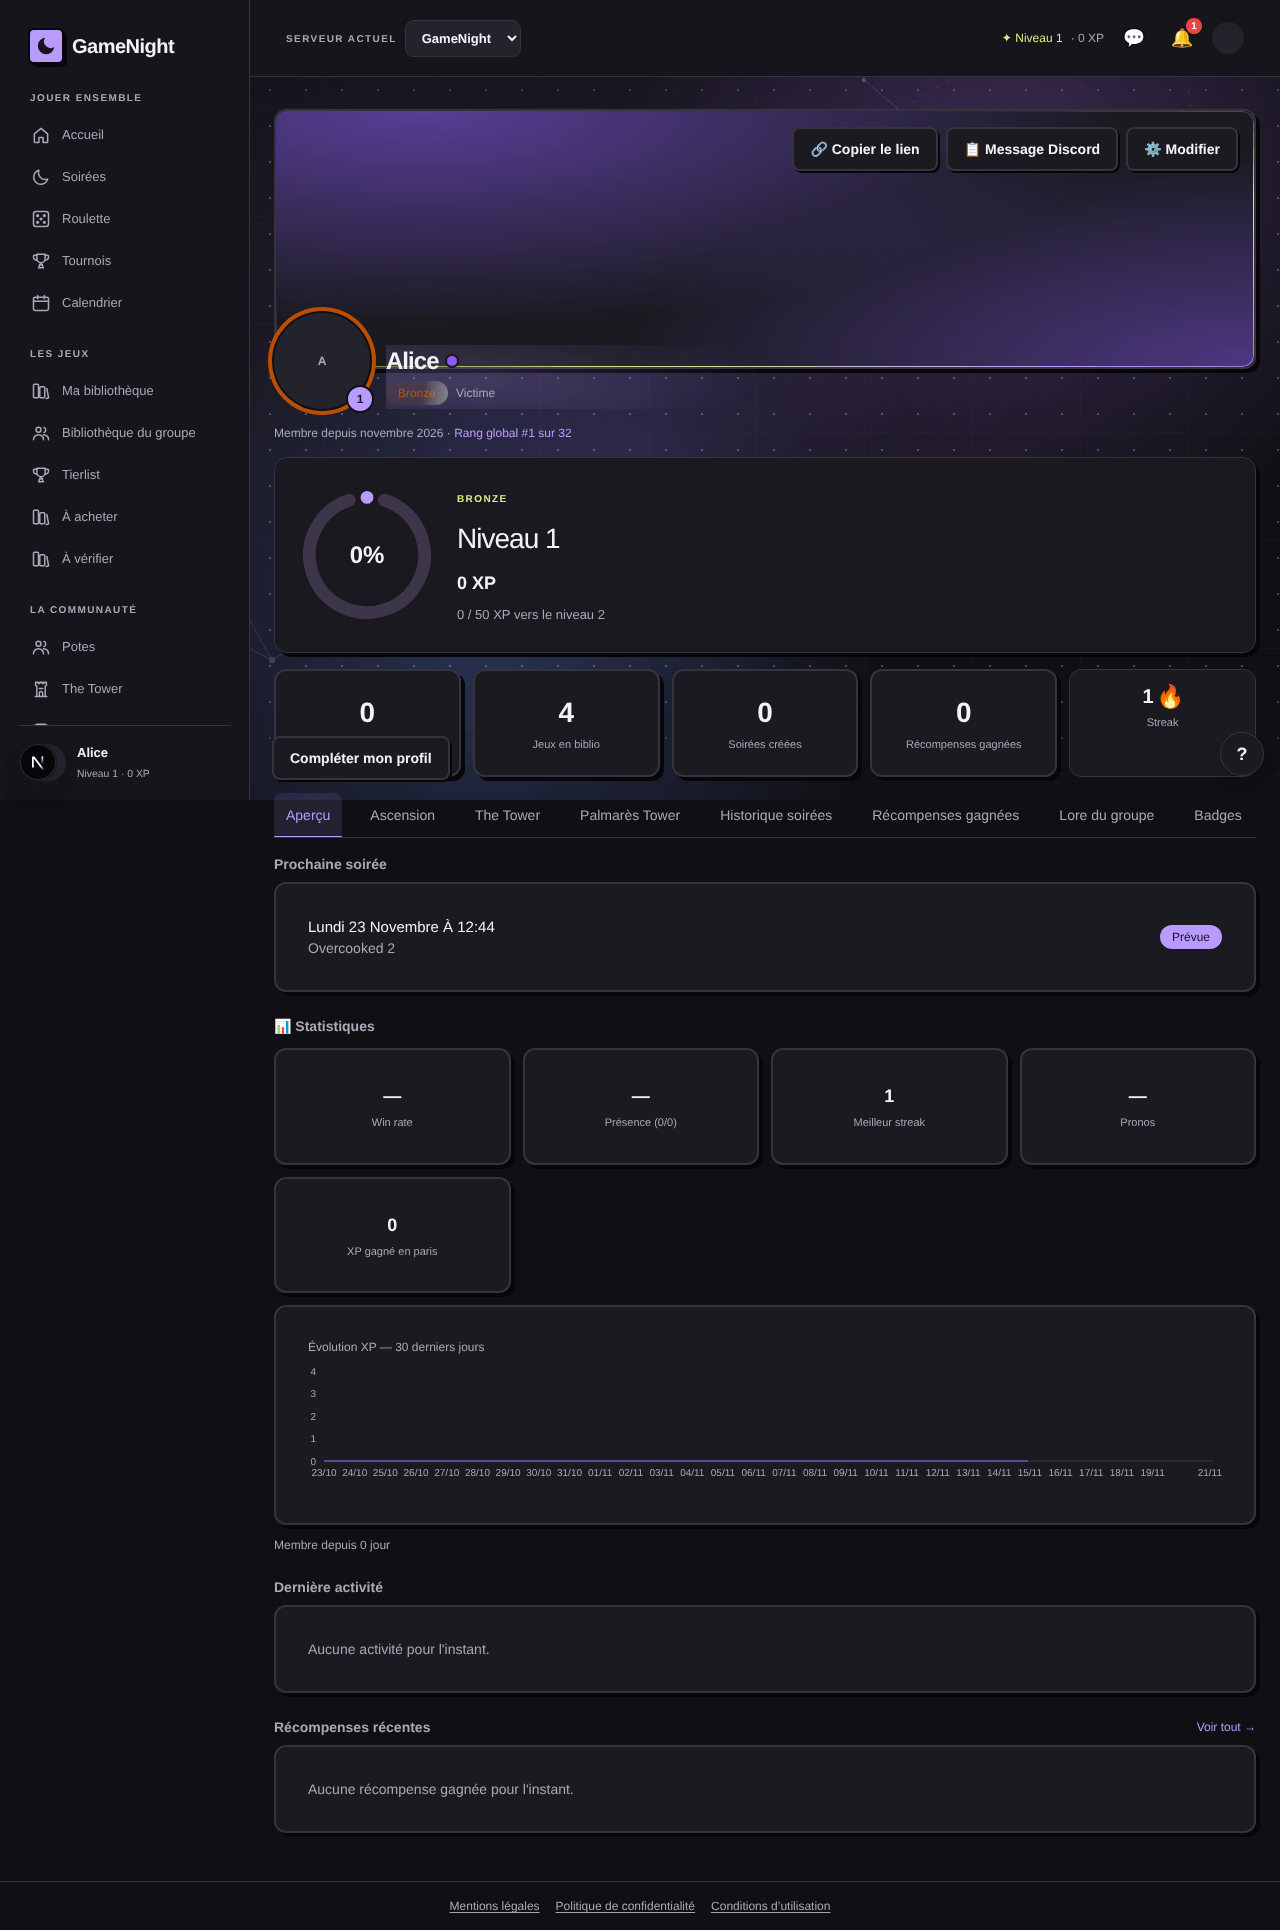 GameNight
SERVEUR ACTUEL
GameNight
✦ Niveau 1 · 0 XP
💬
🔔
1
JOUER ENSEMBLE
Accueil
Soirées
Roulette
Tournois
Calendrier
LES JEUX
Ma bibliothèque
Bibliothèque du groupe
Tierlist
À acheter
À vérifier
LA COMMUNAUTÉ
Potes
The Tower
N
Alice
Niveau 1 · 0 XP
🔗 Copier le lien
📋 Message Discord
⚙️ Modifier
A
1
Alice
Bronze
Victime
Membre depuis novembre 2026 · Rang global #1 sur 32
0%
BRONZE
Niveau 1
0 XP
0 / 50 XP vers le niveau 2
0
Compléter mon profil
4
Jeux en biblio
0
Soirées créées
0
Récompenses gagnées
1 🔥
Streak
?
Aperçu
Ascension
The Tower
Palmarès Tower
Historique soirées
Récompenses gagnées
Lore du groupe
Badges
Prochaine soirée
Lundi 23 Novembre À 12:44
Overcooked 2
Prévue
📊 Statistiques
—
Win rate
—
Présence (0/0)
1
Meilleur streak
—
Pronos
0
XP gagné en paris
Évolution XP — 30 derniers jours
4
3
2
1
0
23/10 24/10 25/10 26/10 27/10 28/10 29/10 30/10 31/10 01/11 02/11 03/11 04/11 05/11 06/11 07/11 08/11 09/11 10/11 11/11 12/11 13/11 14/11 15/11 16/11 17/11 18/11 19/11 21/11
Membre depuis 0 jour
Dernière activité
Aucune activité pour l'instant.
Récompenses récentes
Voir tout →
Aucune récompense gagnée pour l'instant.
Mentions légales
Politique de confidentialité
Conditions d'utilisation